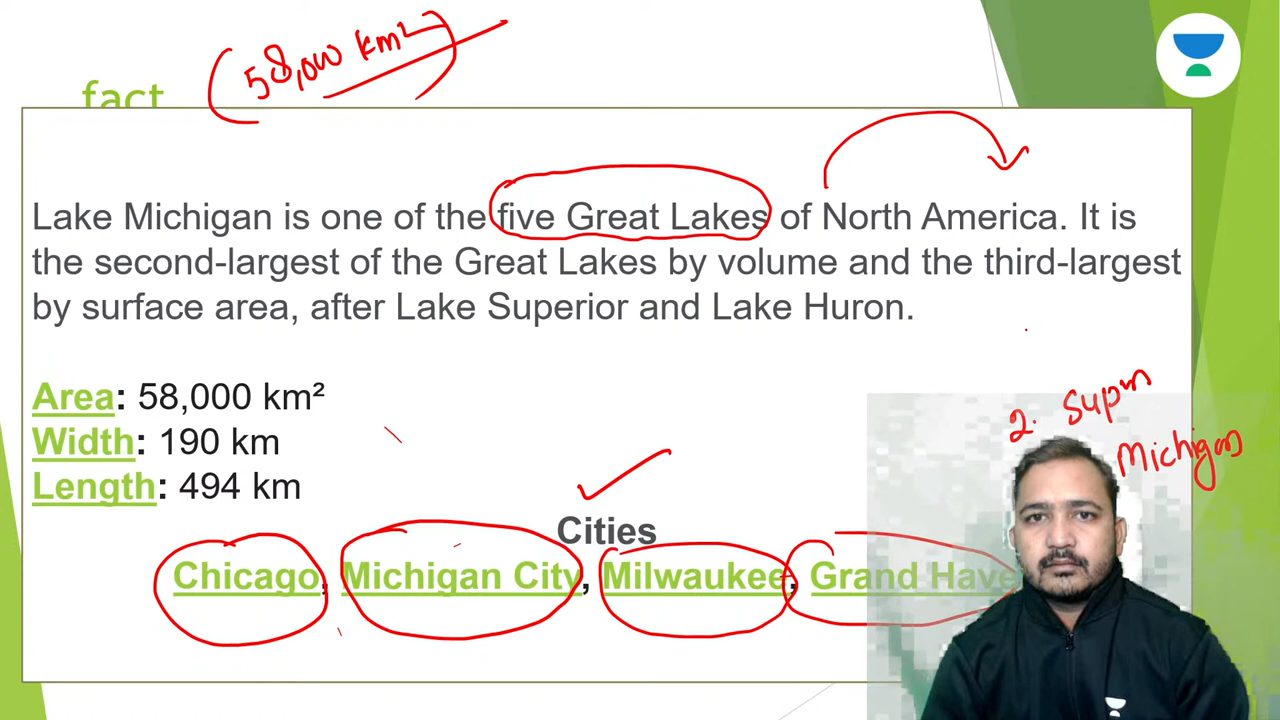 (58,000 km²)
fact
Lake Michigan is one of the five Great Lakes of North America. It is
the second-largest of the Great Lakes by volume and the third-largest
by surface area, after Lake Superior and Lake Huron.
Area: 58,000 km²
Width: 190 km
Length: 494 km
2.
Michigan
Cities
Chicago, Michigan City, Milwaukee, Grand Have